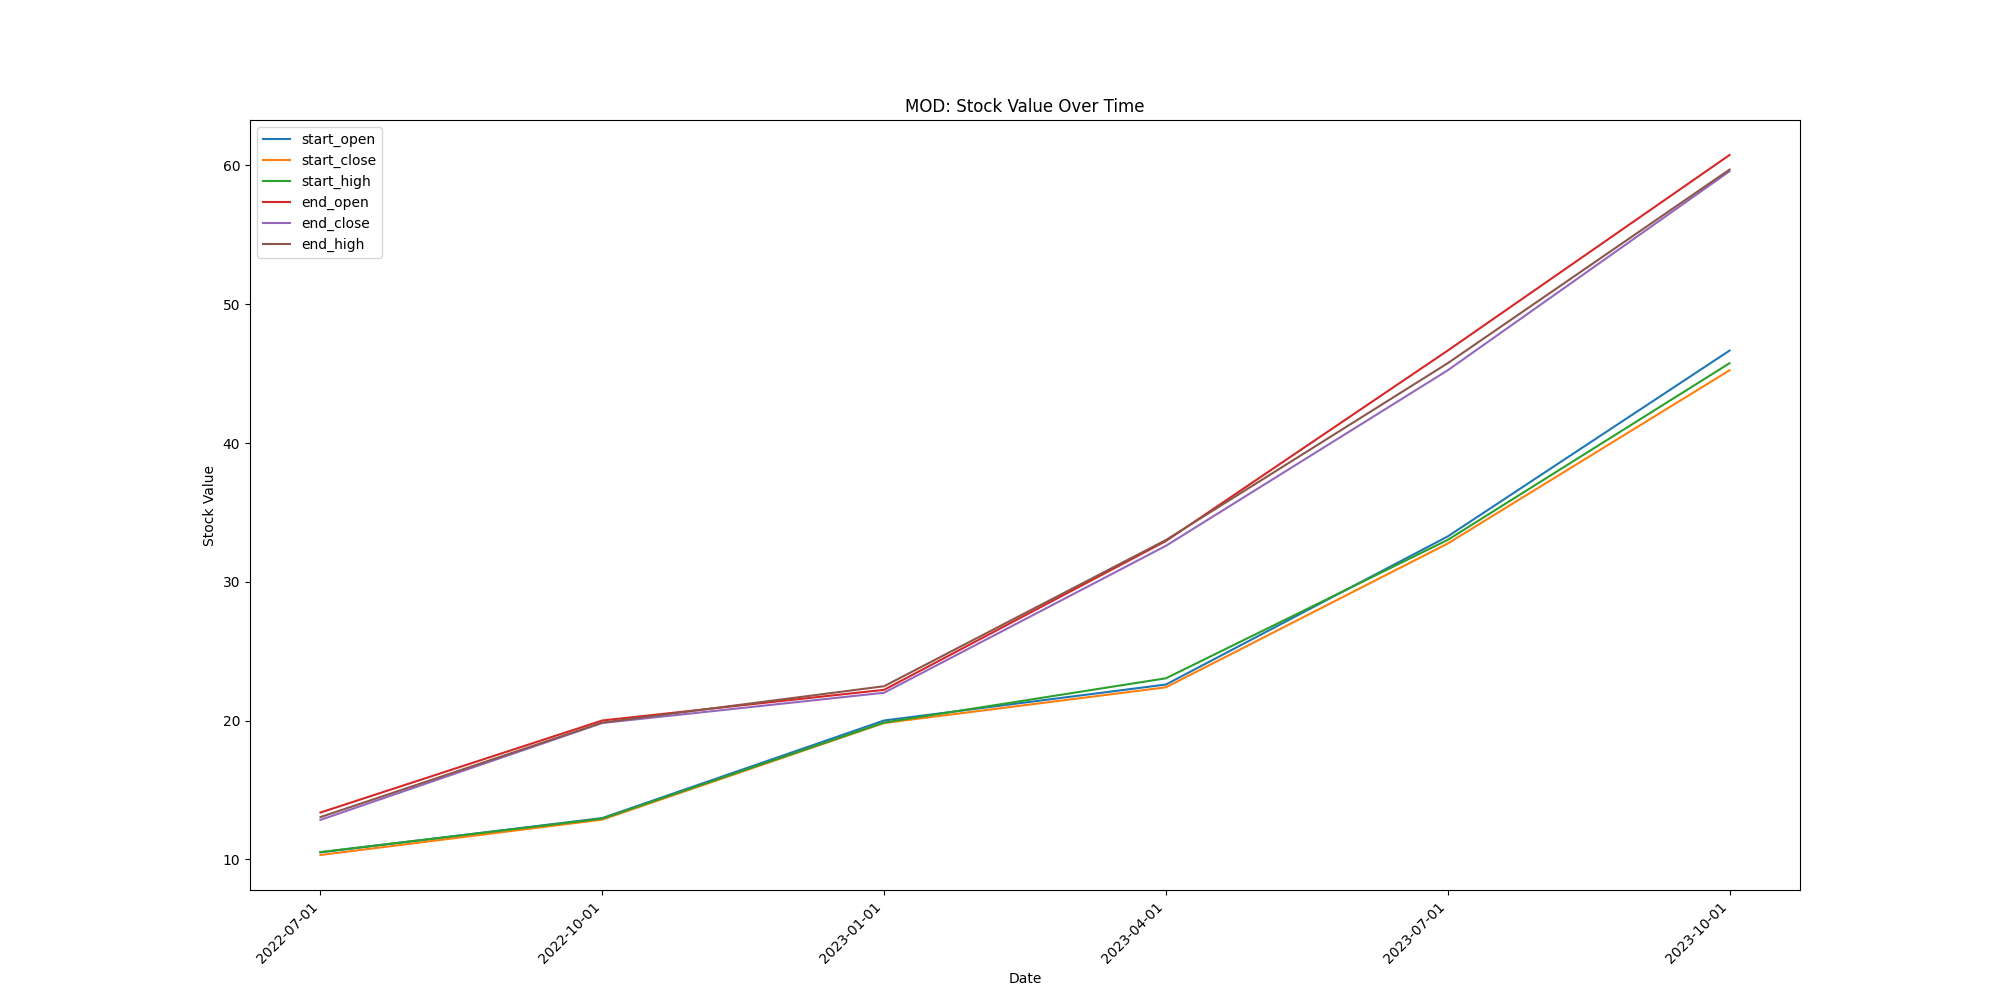 MOD: Stock Value Over Time
start_open
start_close
start_high
end_open
end_close
end_high
60
50
40
30
20
10
Stock Value
2022-07-01
2022-10-01
2023-01-01
2023-04-01
2023-07-01
2023-10-01
Date